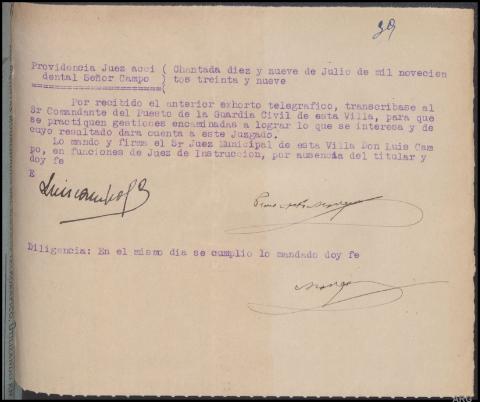 39
Providencia Juez acci ( Chantada diez y nueve de Julio de mil novecien
dental Señor Campo ( tos treinta y nueve
====================(
Por recibido el anterior exhorto telegrafico, transcribase al
Sr Comandante del Puesto de la Guardia Civil de esta Villa, para que
se practiquen gestiones encaminadas a lograr lo que se interesa y de
cuyo resultado dara cuenta a este Juzgado.
Lo mando y firma el Sr Juez Municipal de esta Villa Don Luis Cam
po, en funciones de Juez de Instruccion, por ausencia del titular y
doy fe
E
Luis Campo
Diligencia: En el mismo dia se cumplio lo mandado doy fe